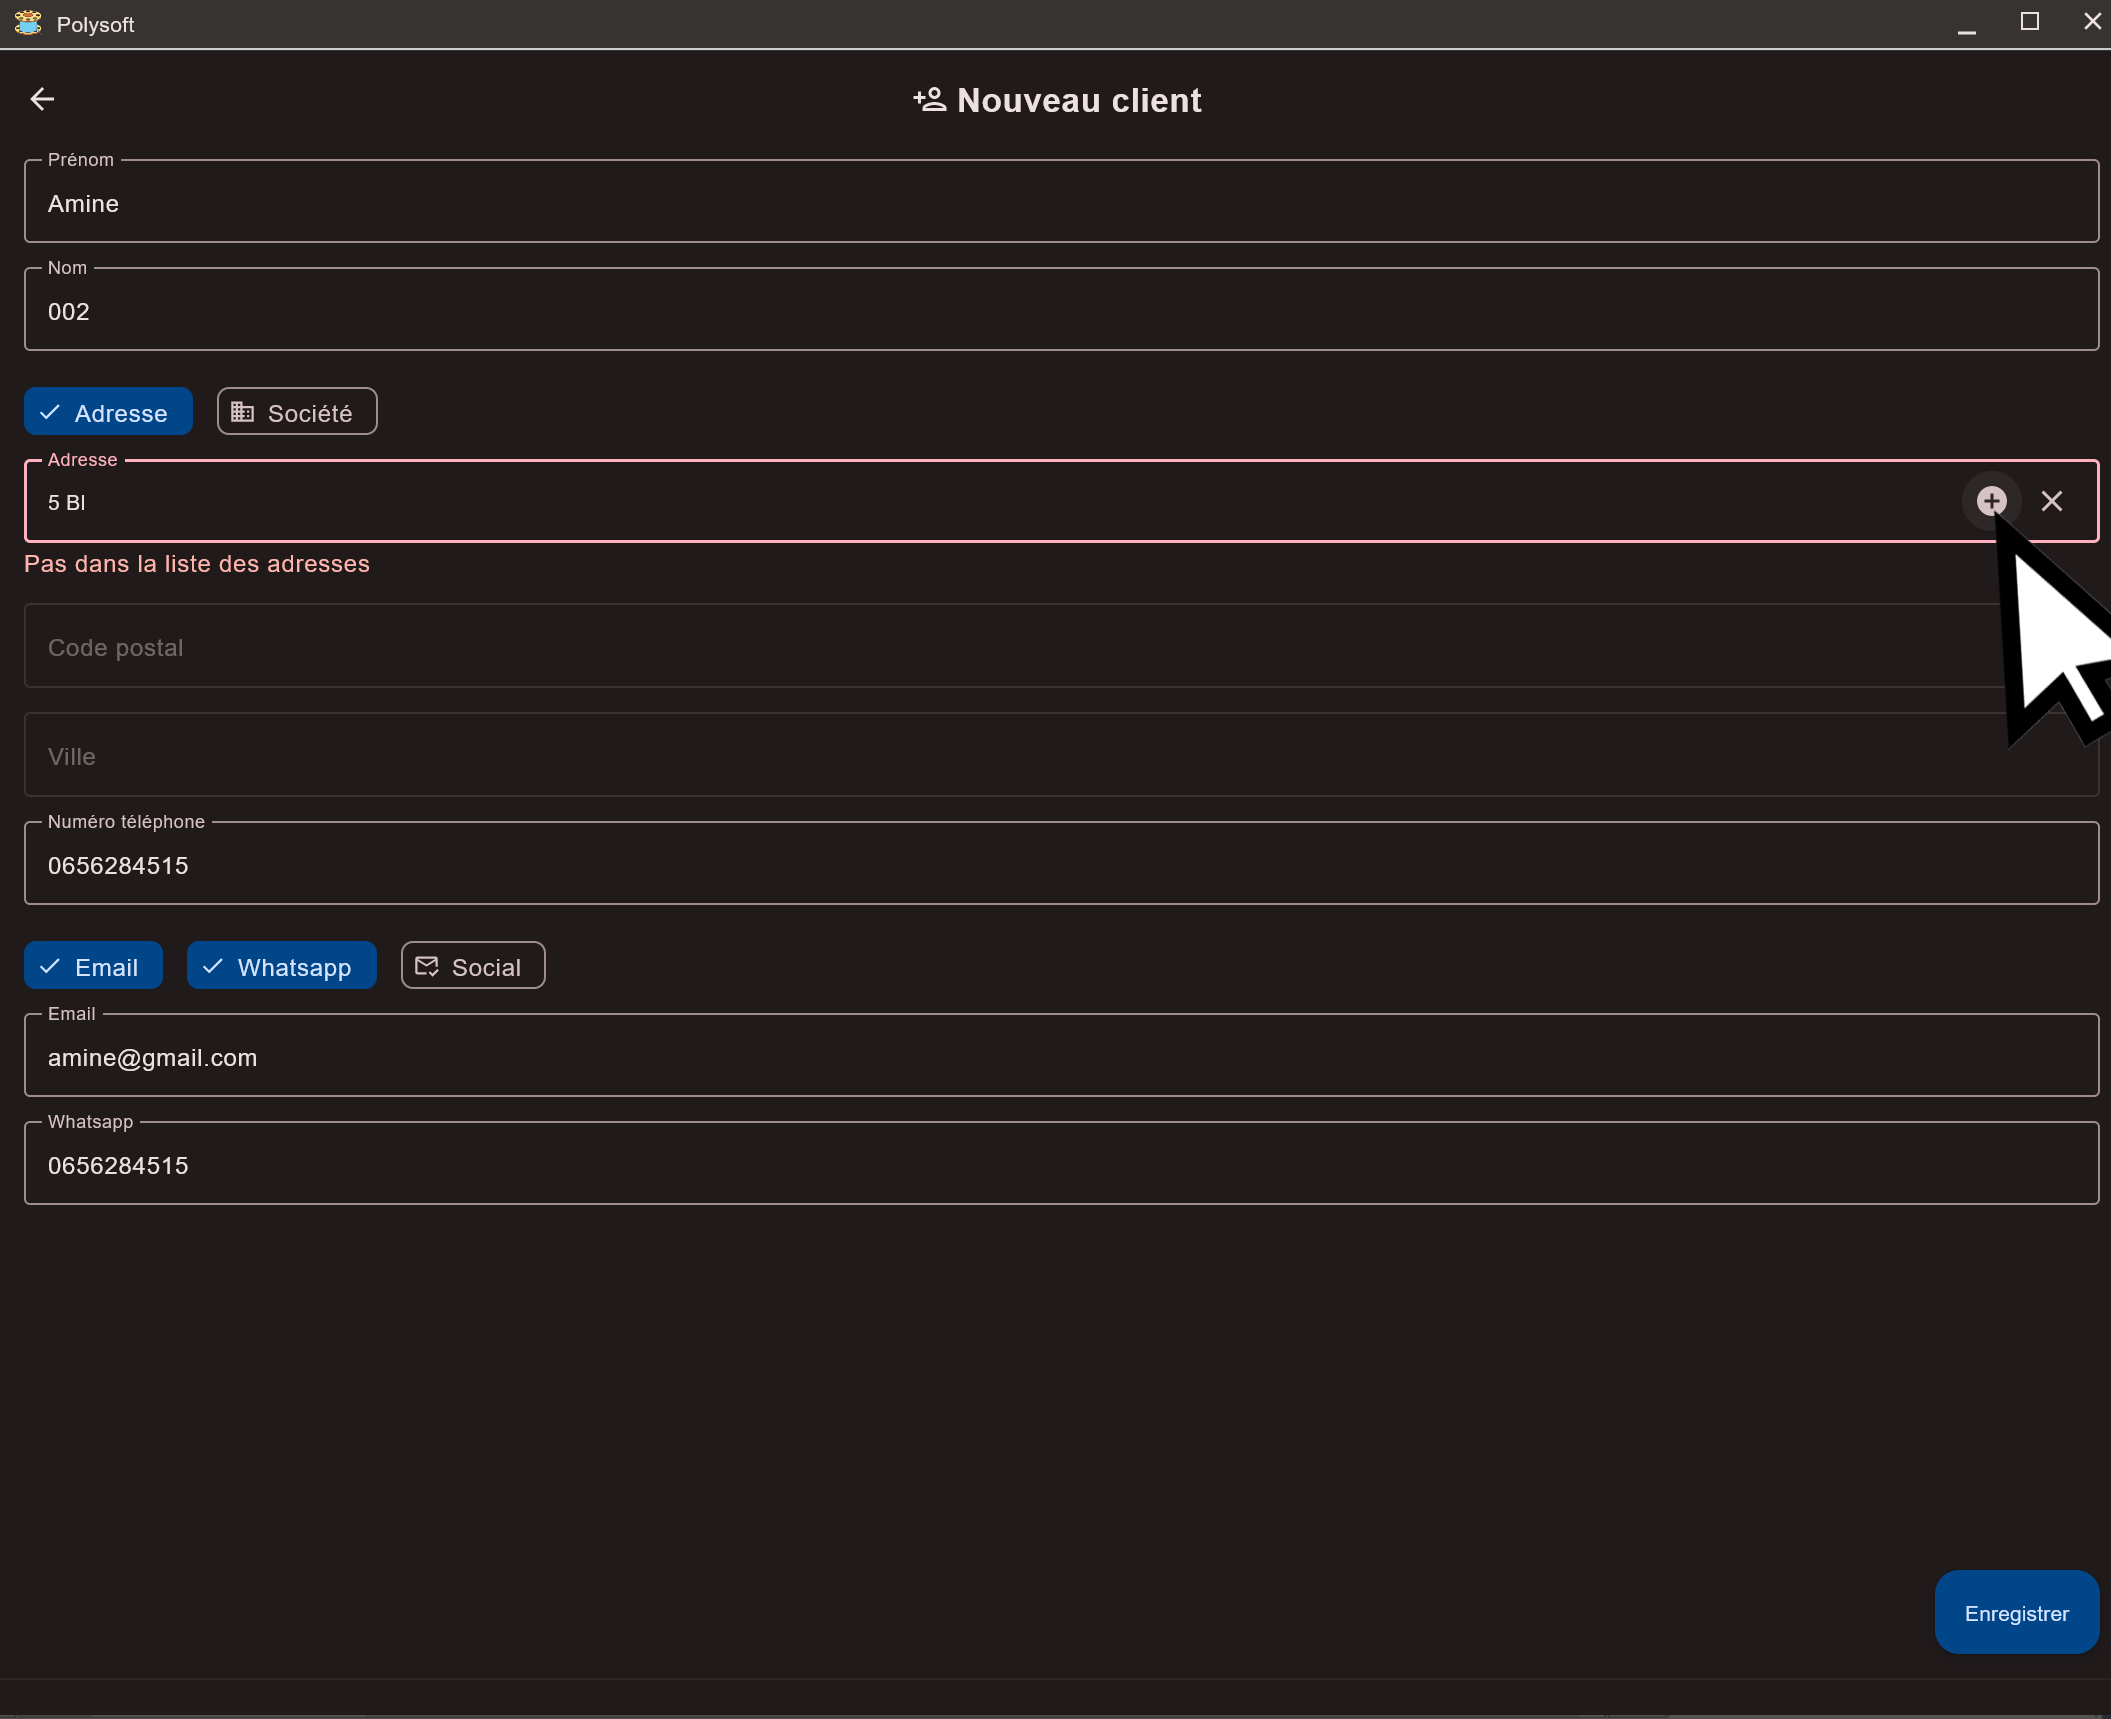 Polysoft
Nouveau client
Prénom
Amine
Nom
002
Adresse
Société
Adresse
5 Bl
Pas dans la liste des adresses
Code postal
Ville
Numéro téléphone
0656284515
Email
Whatsapp
Social
Email
amine@gmail.com
Whatsapp
0656284515
Enregistrer